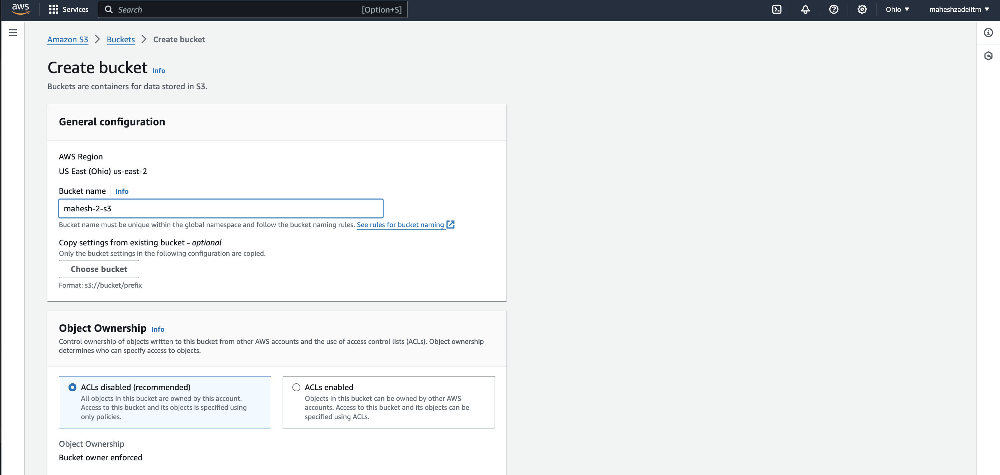 aws Services Search [Option+S] Ohio maheshzadeiitm
Amazon S3 Buckets Create bucket
Create bucket Info
Buckets are containers for data stored in S3.
General configuration
AWS Region
US East (Ohio) us-east-2
Bucket name Info
mahesh-2-s3
Bucket name must be unique within the global namespace and follow the bucket naming rules. See rules for bucket naming
Copy settings from existing bucket - optional
Only the bucket settings in the following configuration are copied.
Choose bucket
Format: s3://bucket/prefix
Object Ownership Info
Control ownership of objects written to this bucket from other AWS accounts and the use of access control lists (ACLs). Object ownership
determines who can specify access to objects.
ACLs disabled (recommended)
All objects in this bucket are owned by this account.
Access to this bucket and its objects is specified using
only policies.
ACLs enabled
Objects in this bucket can be owned by other AWS
accounts. Access to this bucket and its objects can be
specified using ACLs.
Object Ownership
Bucket owner enforced